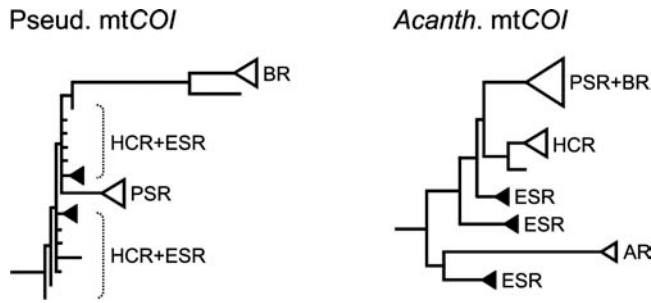 Pseud. mtCOI
BR
HCR+ESR
PSR
HCR+ESR
Acanth. mtCOI
PSR+BR
HCR
ESR
ESR
AR
ESR